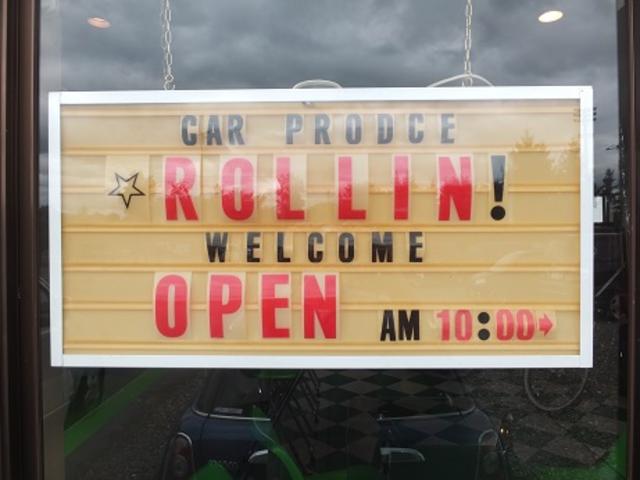 CAR PRODCE
☆ ROLLIN!
WELCOME
OPEN AM 10:00→